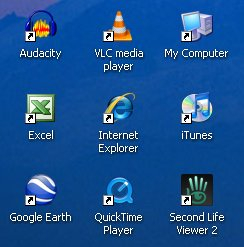 Audacity
VLC media
player
My Computer
Excel
Internet
Explorer
iTunes
Google Earth
QuickTime
Player
Second Life
Viewer 2